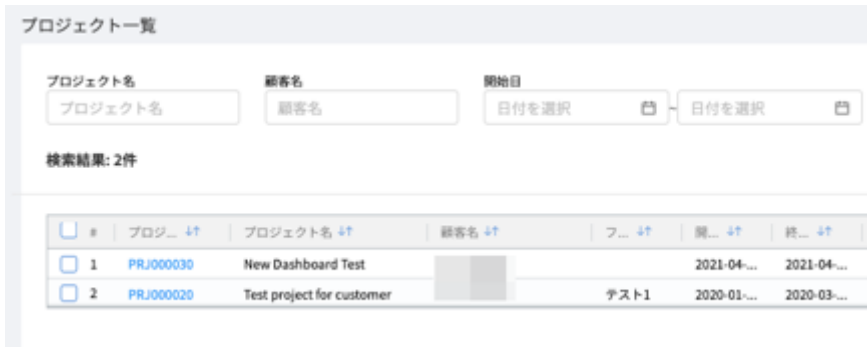 プロジェクト一覧
プロジェクト名 顧客名 開始日
プロジェクト名 顧客名 日付を選択 ~ 日付を選択
検索結果: 2件
# プロジ... プロジェクト名 顧客名 フ... 開... 終...
1 PRJ000030 New Dashboard Test 2021-04-... 2021-04-...
2 PRJ000020 Test project for customer テスト1 2020-01-... 2020-03-...